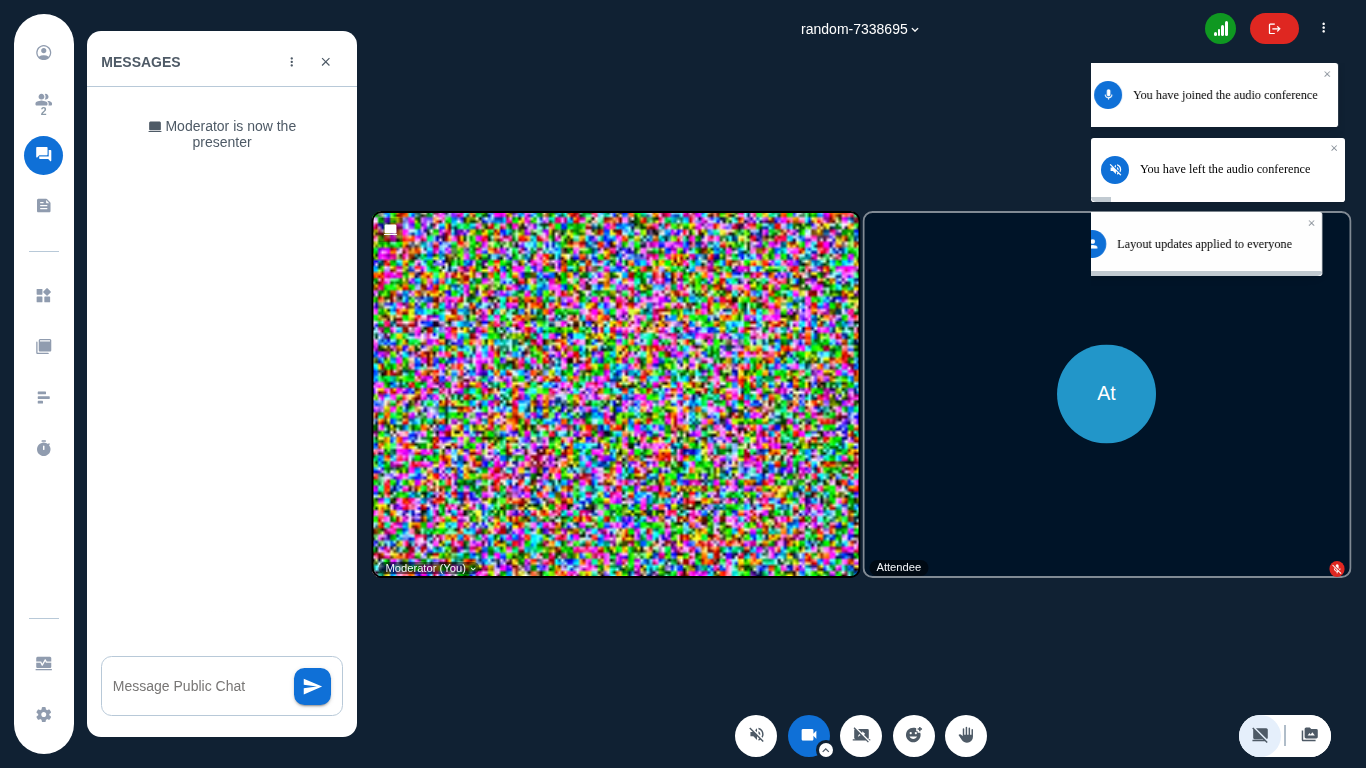 random-7338695
MESSAGES
2
Moderator is now the
presenter
You have joined the audio conference
You have left the audio conference
Layout updates applied to everyone
At
Moderator (You)
Attendee
Message Public Chat